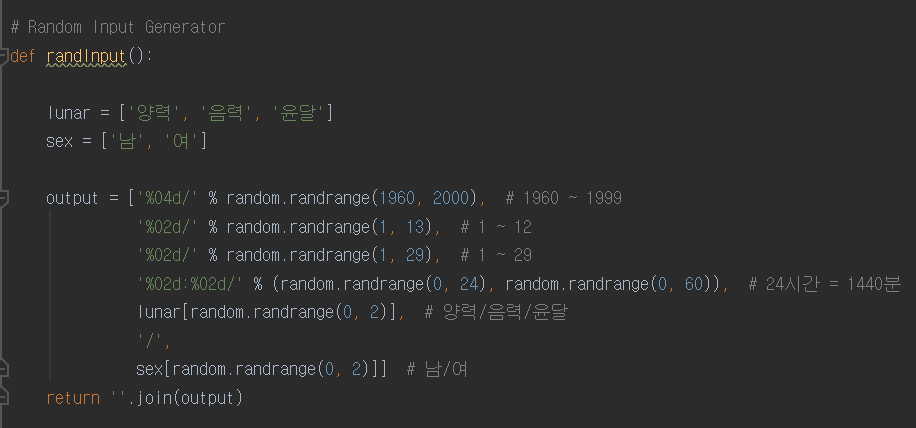 # Random Input Generator
def randInput():
lunar = ['양력', '음력', '윤달']
sex = ['남', '여']
output = ['%04d/' % random.randrange(1960, 2000),  # 1960 ~ 1999
'%02d/' % random.randrange(1, 13),  # 1 ~ 12
'%02d/' % random.randrange(1, 29),  # 1 ~ 29
'%02d:%02d/' % (random.randrange(0, 24), random.randrange(0, 60)),  # 24시간 = 1440분
lunar[random.randrange(0, 2)],  # 양력/음력/윤달
'/',
sex[random.randrange(0, 2)]]  # 남/여
return ''.join(output)